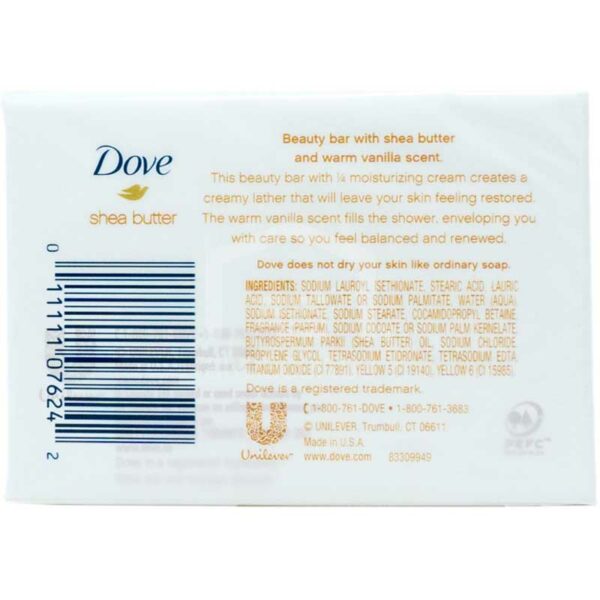 Dove
shea butter
Beauty bar with shea butter
and warm vanilla scent.
This beauty bar with ¼ moisturizing cream creates a
creamy lather that will leave your skin feeling restored.
The warm vanilla scent fills the shower, enveloping you
with care so you feel balanced and renewed.
Dove does not dry your skin like ordinary soap.
INGREDIENTS: SODIUM LAUROYL ISETHIONATE, STEARIC ACID, LAURIC
ACID, SODIUM TALLOWATE OR SODIUM PALMITATE, WATER (AQUA)
SODIUM ISETHIONATE, SODIUM STEARATE, COCAMIDOPROPYL BETAINE
FRAGRANCE (PARFUM), SODIUM COCOATE OR SODIUM PALM KERNELATE,
BUTYROSPERMUM PARKII (SHEA BUTTER) OIL, SODIUM CHLORIDE
PROPYLENE GLYCOL, TETRASODIUM ETIDRONATE, TETRASODIUM EDTA
TITANIUM DIOXIDE (CI 77891), YELLOW 5 (CI 19140), YELLOW 6 (CI 15985).
Dove is a registered trademark.
1-800-761-DOVE • 1-800-761-3683
© UNILEVER, Trumbull, CT 06611
Made in U.S.A.
www.dove.com 83309949
Unilever
PEFC™
0 11111 07624 2